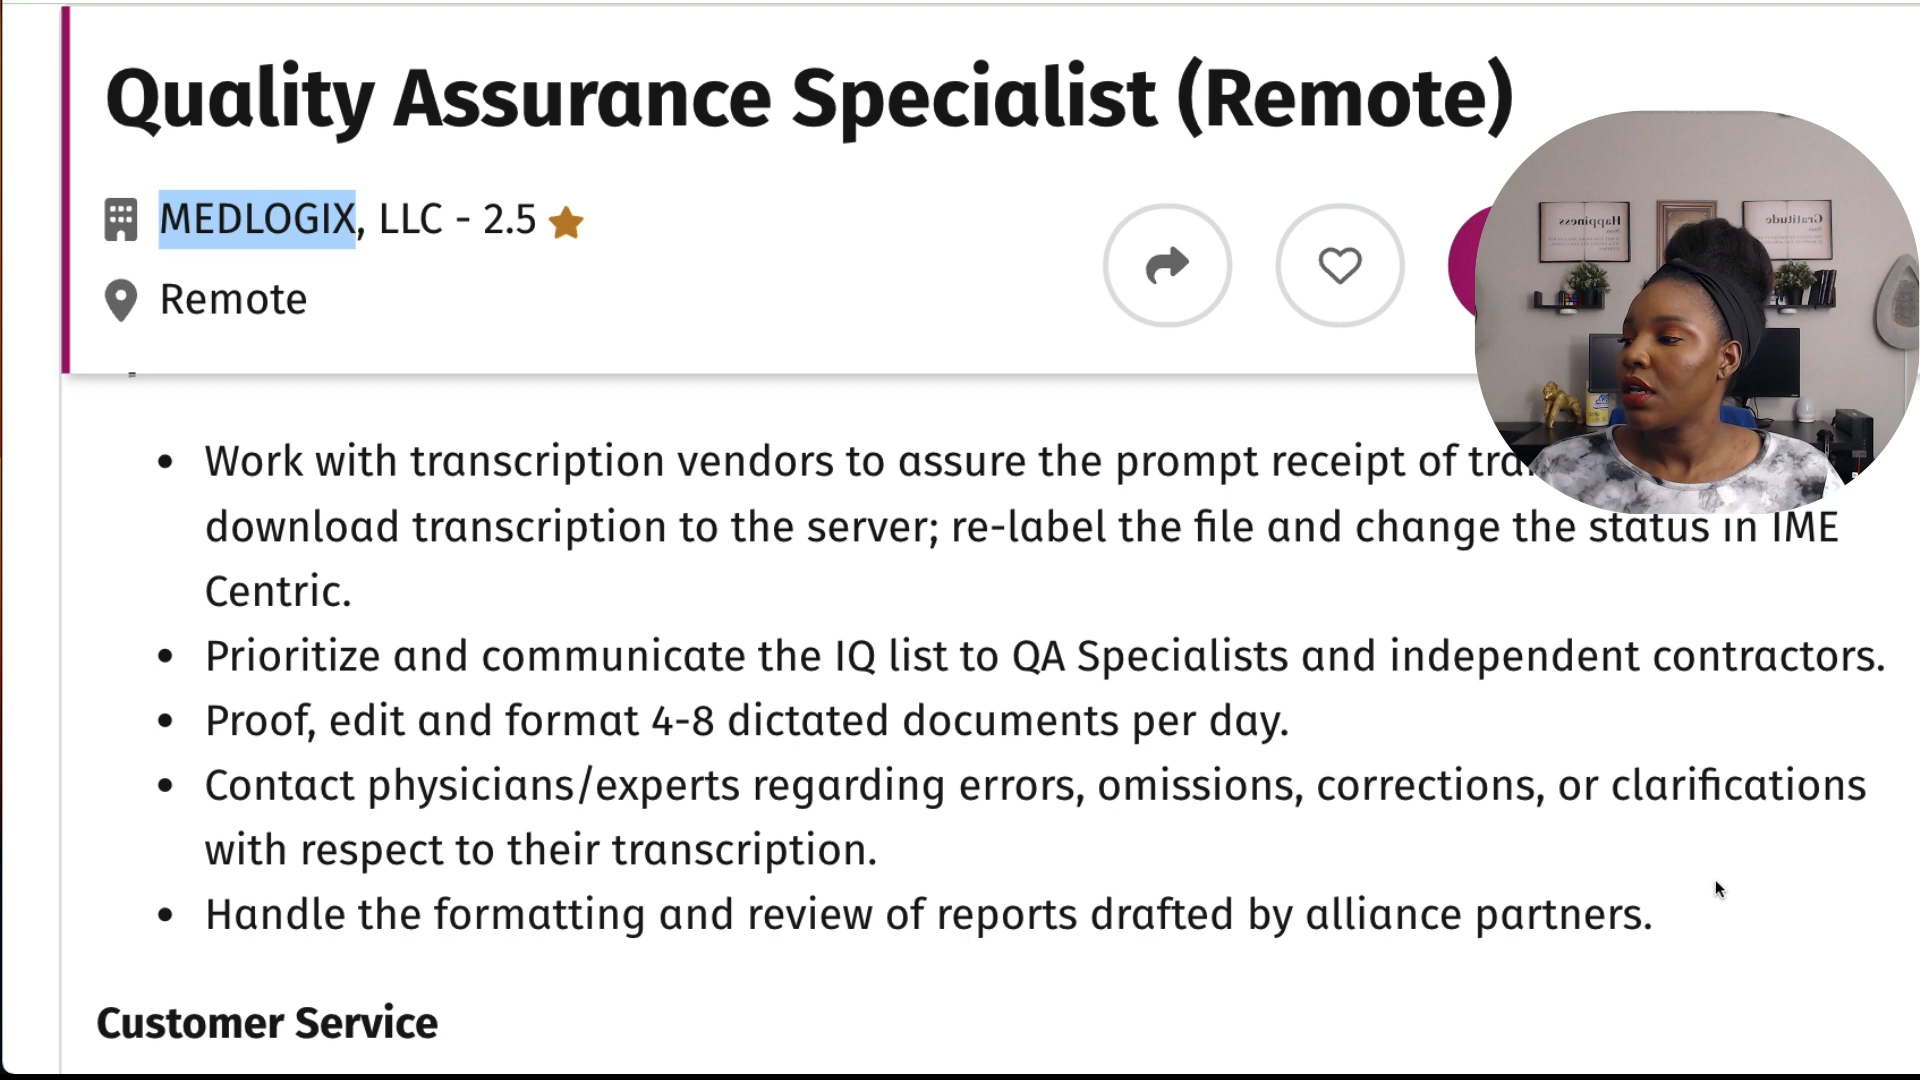 Quality Assurance Specialist (Remote)
MEDLOGIX, LLC - 2.5
Remote
Work with transcription vendors to assure the prompt receipt of
download transcription to the server; re-label the file and change the status in IME
Centric.
Prioritize and communicate the IQ list to QA Specialists and independent contractors.
Proof, edit and format 4-8 dictated documents per day.
Contact physicians/experts regarding errors, omissions, corrections, or clarifications
with respect to their transcription.
Handle the formatting and review of reports drafted by alliance partners.
Customer Service
Happiness
Gratitude